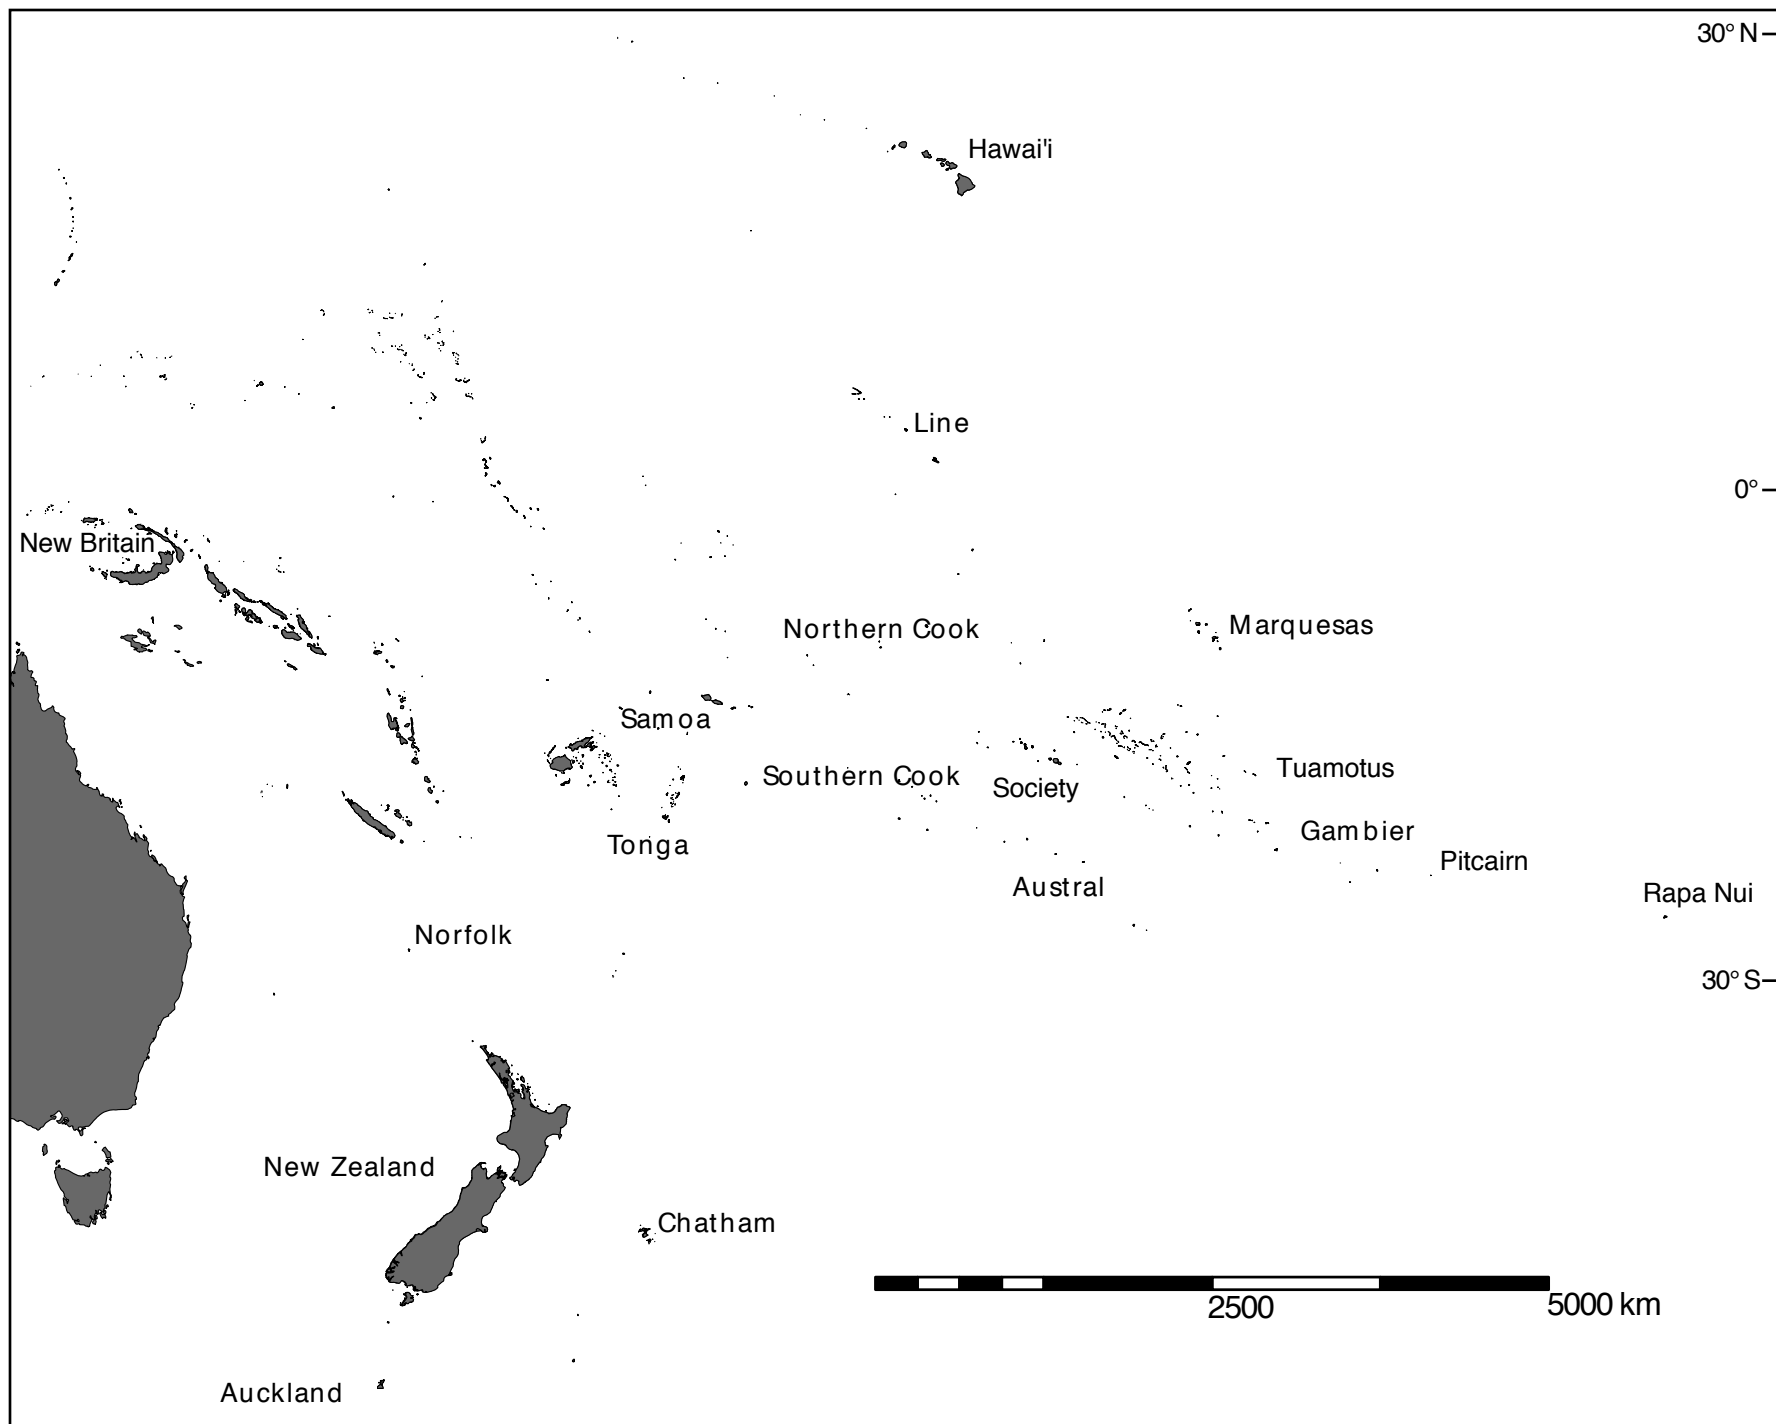 30° N
Hawai'i
Line
0°
New Britain
Northern Cook
Marquesas
Samoa
Southern Cook
Society
Tuamotus
Tonga
Gambier
Pitcairn
Austral
Rapa Nui
Norfolk
30° S
New Zealand
Chatham
2500
5000 km
Auckland